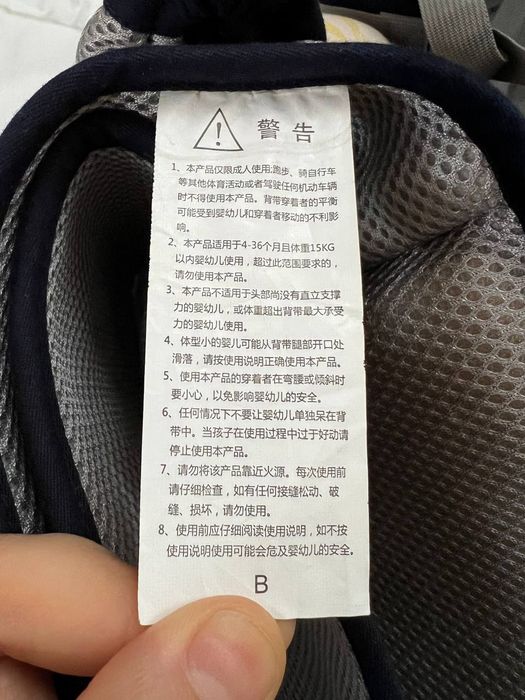 警告
1、本产品仅限成人使用;跑步、骑自行车
等其他体育活动或者驾驶任何机动车辆
时不得使用本产品。背带穿着者的平衡
可能受到婴幼儿和穿着者移动的不利影
响。
2、本产品适用于4-36个月且体重15KG
以内婴幼儿使用，超过此范围要求的，
请勿使用本产品。
3、本产品不适用于头部尚没有直立支撑
力的婴幼儿，或体重超出背带最大承受
力的婴幼儿使用。
4、体型小的婴儿可能从背带腿部开口处
滑落，请按使用说明正确使用本产品。
5、使用本产品的穿着者在弯腰或倾斜时
要小心，以免影响婴幼儿的安全。
6、任何情况下不要让婴幼儿单独呆在背
带中。当孩子在使用过程中过于好动请
停止使用本产品。
7、请勿将该产品靠近火源。每次使用前
请仔细检查，如有任何接缝松动、破
缝、损坏，请勿使用。
8、使用前应仔细阅读使用说明，如不按
使用说明使用可能会危及婴幼儿的安全。
B